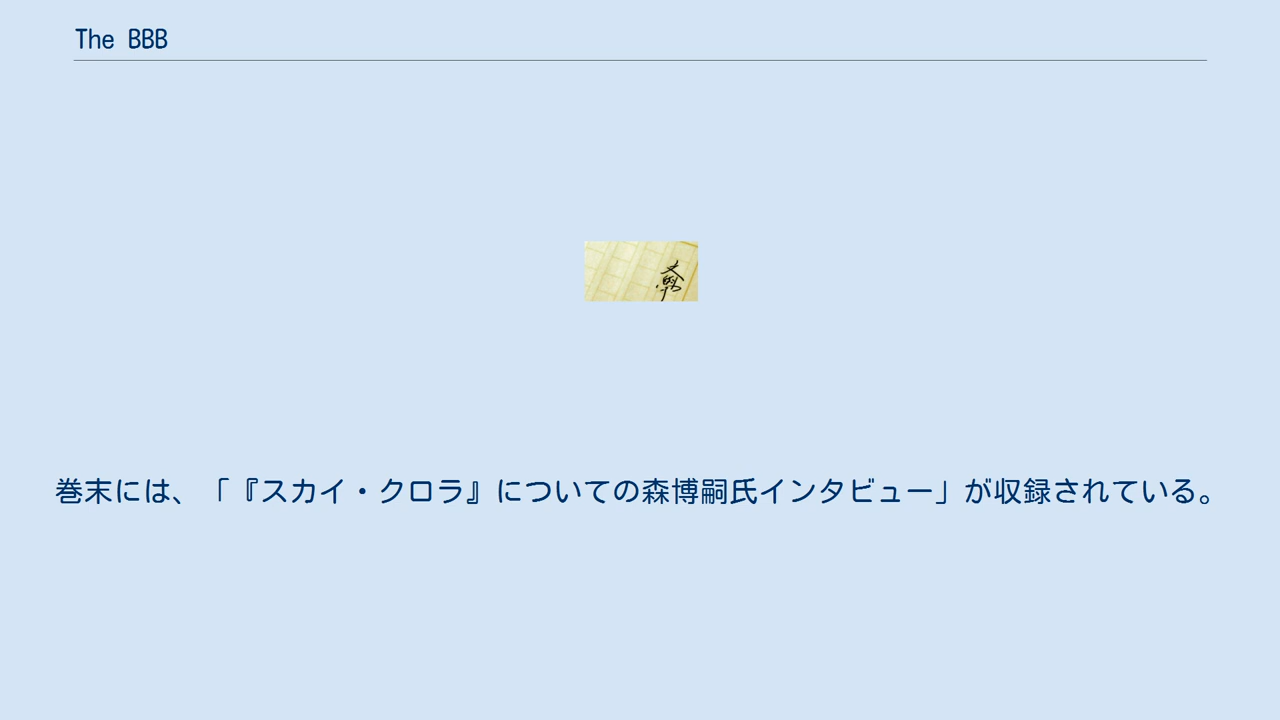 The BBB
巻末には、「『スカイ・クロラ』についての森博嗣氏インタビュー」が収録されている。